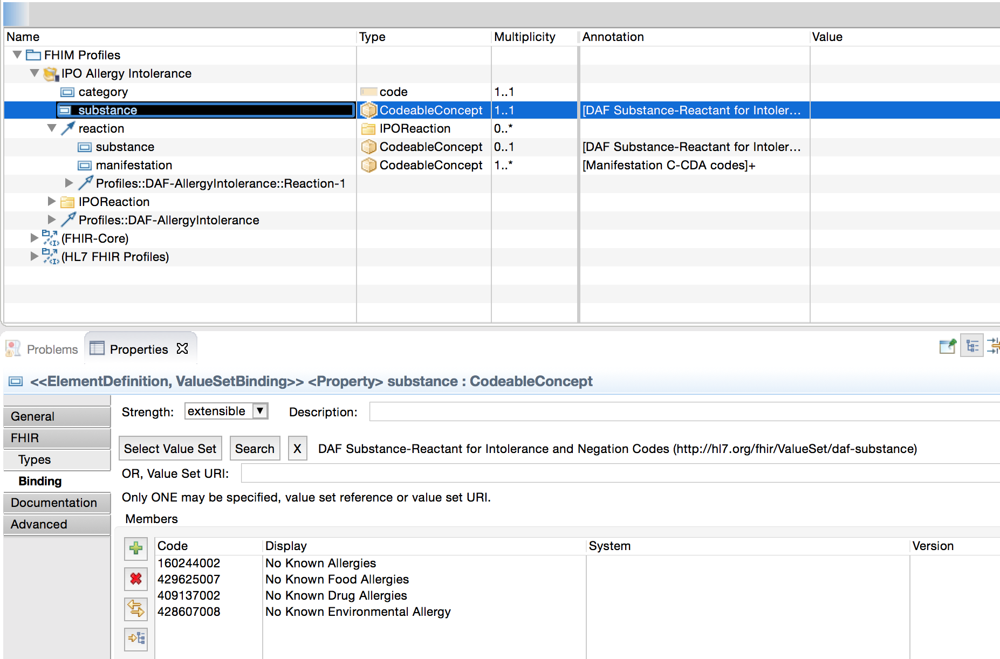 Name Type Multiplicity Annotation Value
FHIM Profiles
IPO Allergy Intolerance
category code 1..1
substance CodeableConcept 1..1 [DAF Substance-Reactant for Intoler...
reaction IPOReaction 0..*
substance CodeableConcept 0..1 [DAF Substance-Reactant for Intoler...
manifestation CodeableConcept 1..* [Manifestation C-CDA codes]+
Profiles::DAF-AllergyIntolerance::Reaction-1
IPOReaction
Profiles::DAF-AllergyIntolerance
(FHIR-Core)
(HL7 FHIR Profiles)
Problems Properties
<<ElementDefinition, ValueSetBinding>> <Property> substance : CodeableConcept
General
FHIR
Types
Binding
Documentation
Advanced
Strength: extensible Description:
Select Value Set Search X DAF Substance-Reactant for Intolerance and Negation Codes (http://hl7.org/fhir/ValueSet/daf-substance)
OR, Value Set URI:
Only ONE may be specified, value set reference or value set URI.
Members
Code Display System Version
160244002 No Known Allergies
429625007 No Known Food Allergies
409137002 No Known Drug Allergies
428607008 No Known Environmental Allergy